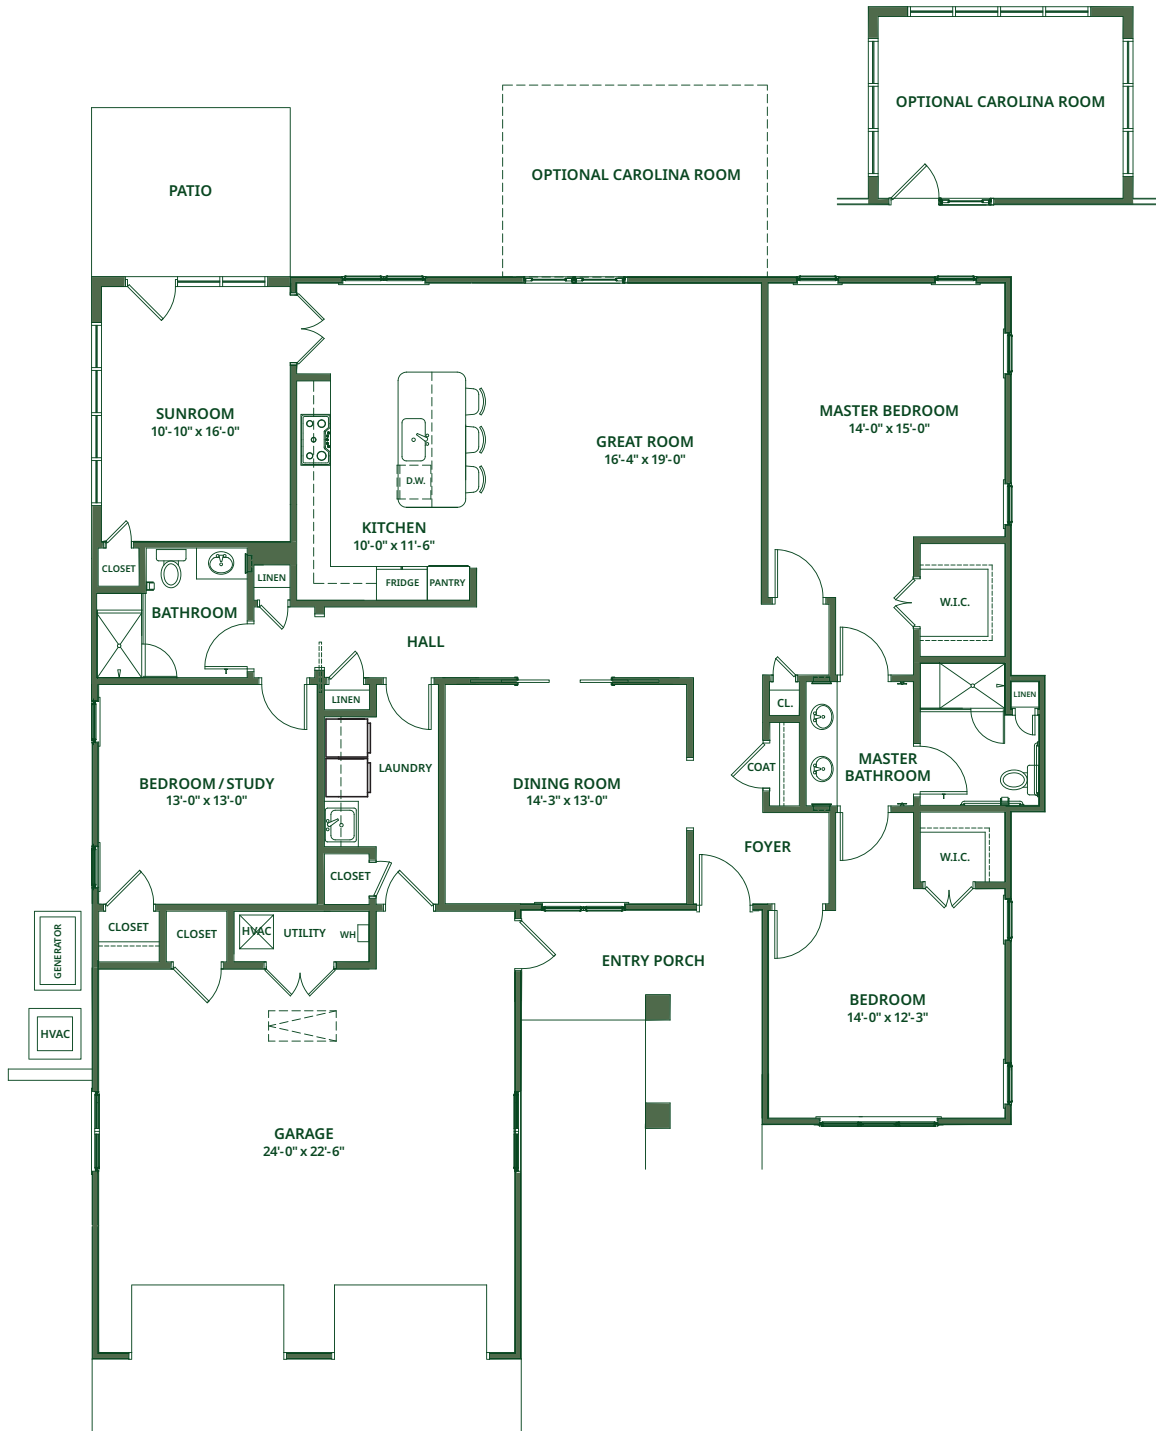 OPTIONAL CAROLINA ROOM
OPTIONAL CAROLINA ROOM
PATIO
SUNROOM
10'-10" x 16'-0"
MASTER BEDROOM
14'-0" x 15'-0"
GREAT ROOM
16'-4" x 19'-0"
D.W.
KITCHEN
10'-0" x 11'-6"
CLOSET
LINEN
FRIDGE
PANTRY
W.I.C.
BATHROOM
HALL
LINEN
CL.
LINEN
BEDROOM / STUDY
13'-0" x 13'-0"
LAUNDRY
DINING ROOM
14'-3" x 13'-0"
COAT
MASTER
BATHROOM
FOYER
W.I.C.
CLOSET
CLOSET
CLOSET
HVAC
UTILITY
WH
GENERATOR
ENTRY PORCH
BEDROOM
14'-0" x 12'-3"
HVAC
GARAGE
24'-0" x 22'-6"